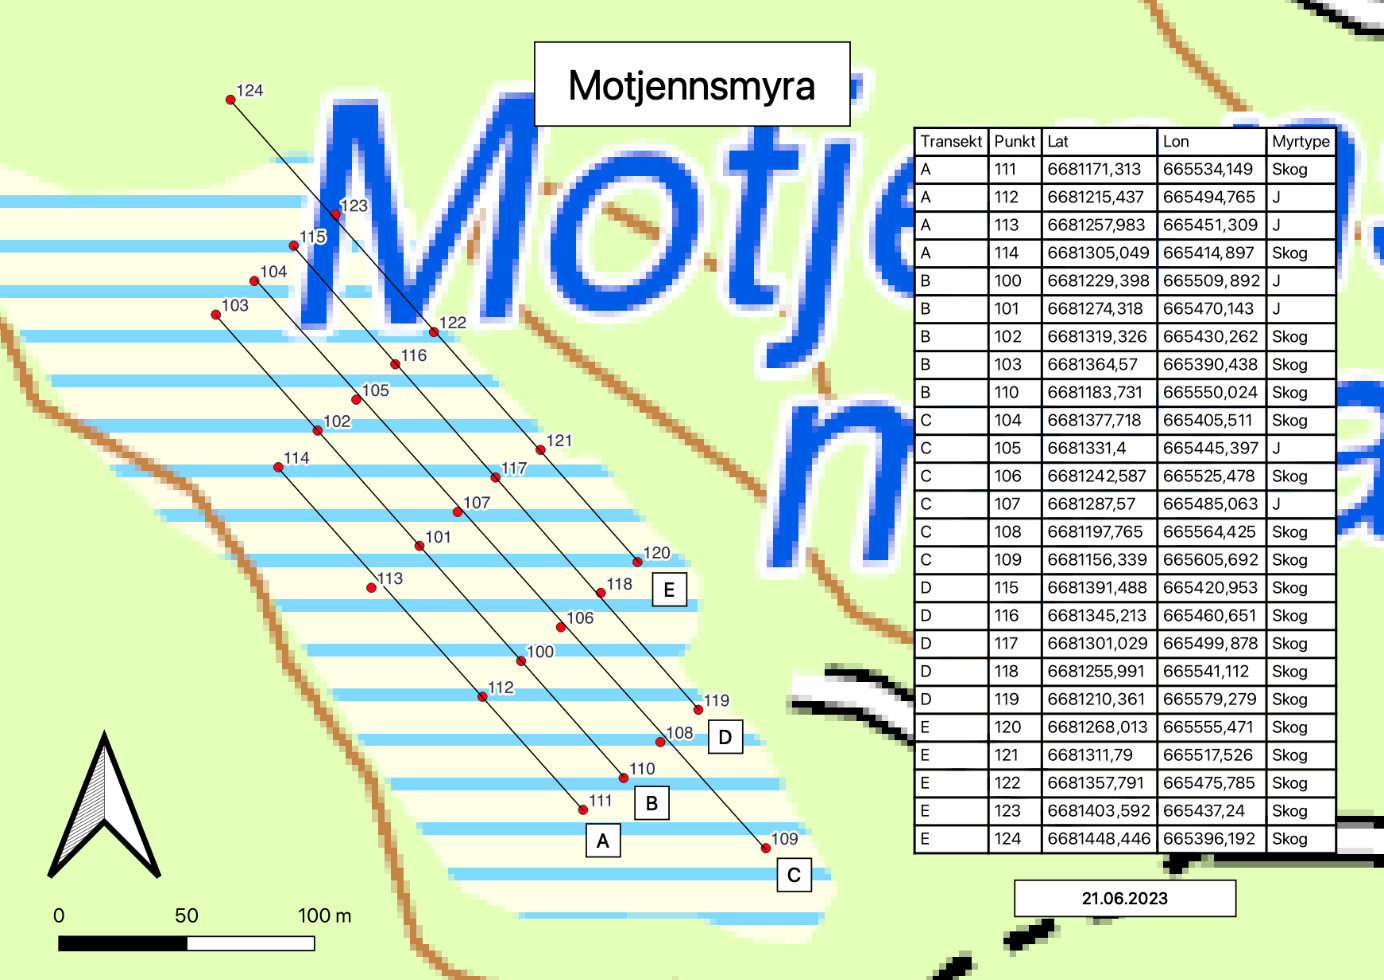 Motjennsmyra
Motje
n
124
123
115
104
103
122
116
105
102
121
114
117
107
101
120
113
E
118
106
100
112
119
D
108
110
B
111
A
109
C
Transekt Punkt Lat Lon Myrtype
A 111 6681171,313 665534,149 Skog
A 112 6681215,437 665494,765 J
A 113 6681257,983 665451,309 J
A 114 6681305,049 665414,897 Skog
B 100 6681229,398 665509,892 J
B 101 6681274,318 665470,143 J
B 102 6681319,326 665430,262 Skog
B 103 6681364,57 665390,438 Skog
B 110 6681183,731 665550,024 Skog
C 104 6681377,718 665405,511 Skog
C 105 6681331,4 665445,397 J
C 106 6681242,587 665525,478 Skog
C 107 6681287,57 665485,063 J
C 108 6681197,765 665564,425 Skog
C 109 6681156,339 665605,692 Skog
D 115 6681391,488 665420,953 Skog
D 116 6681345,213 665460,651 Skog
D 117 6681301,029 665499,878 Skog
D 118 6681255,991 665541,112 Skog
D 119 6681210,361 665579,279 Skog
E 120 6681268,013 665555,471 Skog
E 121 6681311,79 665517,526 Skog
E 122 6681357,791 665475,785 Skog
E 123 6681403,592 665437,24 Skog
E 124 6681448,446 665396,192 Skog
21.06.2023
0 50 100 m